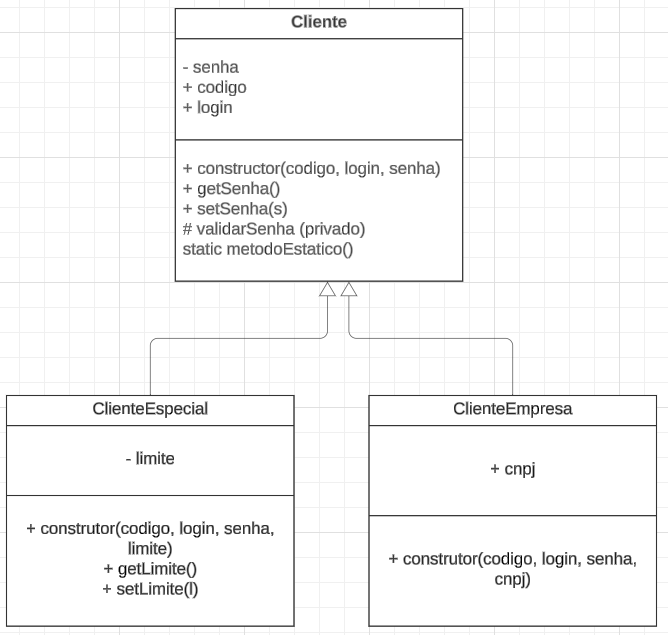 Cliente
- senha
+ codigo
+ login
+ constructor(codigo, login, senha)
+ getSenha()
+ setSenha(s)
# validarSenha (privado)
static metodoEstatico()
ClienteEspecial
- limite
+ construtor(codigo, login, senha,
limite)
+ getLimite()
+ setLimite(l)
ClienteEmpresa
+ cnpj
+ construtor(codigo, login, senha,
cnpj)